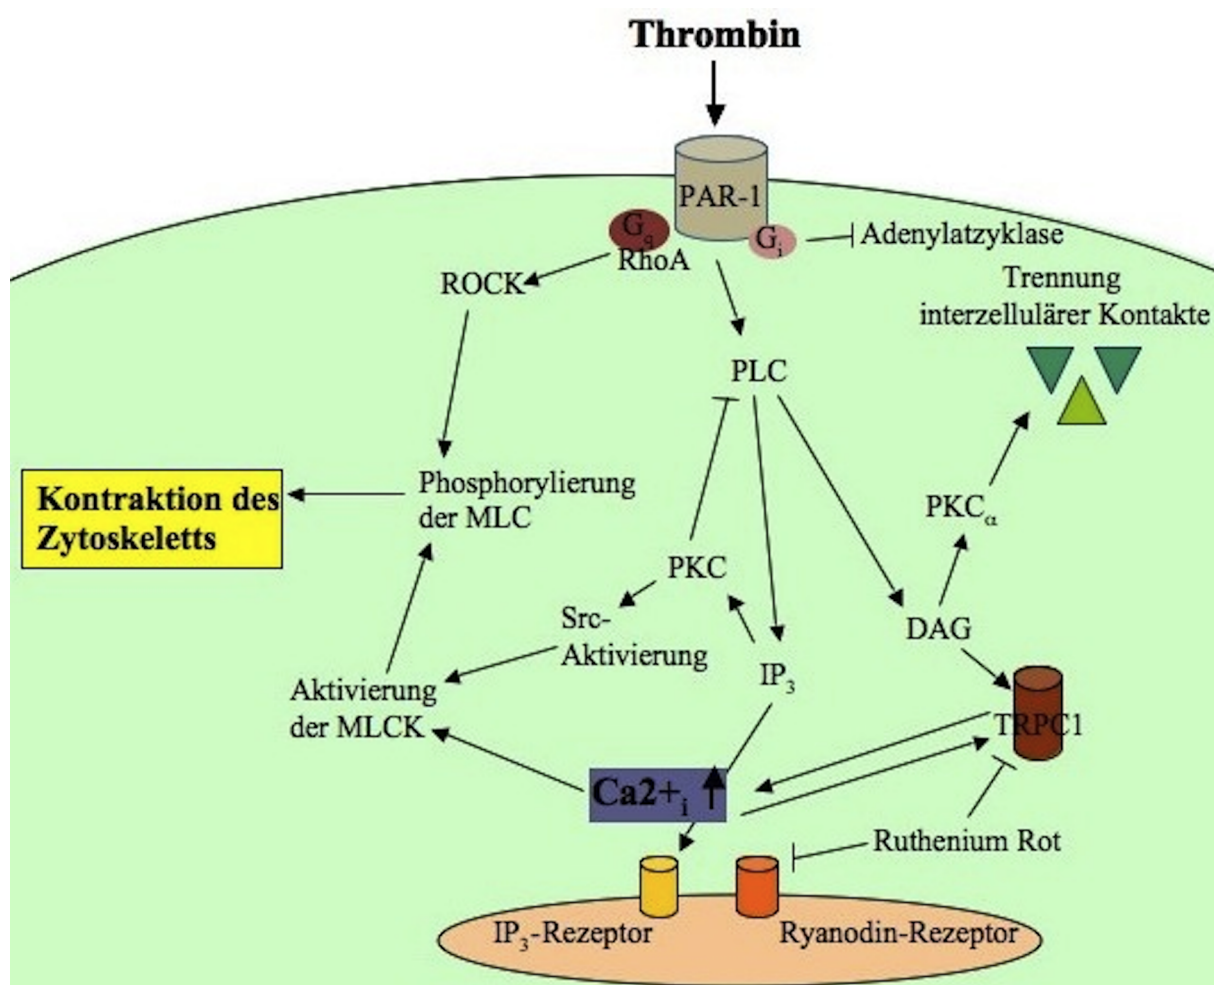 Thrombin
PAR-1
Gq
Gi
Adenylatzyklase
RhoA
ROCK
Trennung
interzellulärer Kontakte
PLC
Phosphorylierung
der MLC
Kontraktion des
Zytoskeletts
PKCα
PKC
Src-
Aktivierung
DAG
IP3
Aktivierung
der MLCK
TRPC1
Ca2+i
Ruthenium Rot
IP3-Rezeptor
Ryanodin-Rezeptor